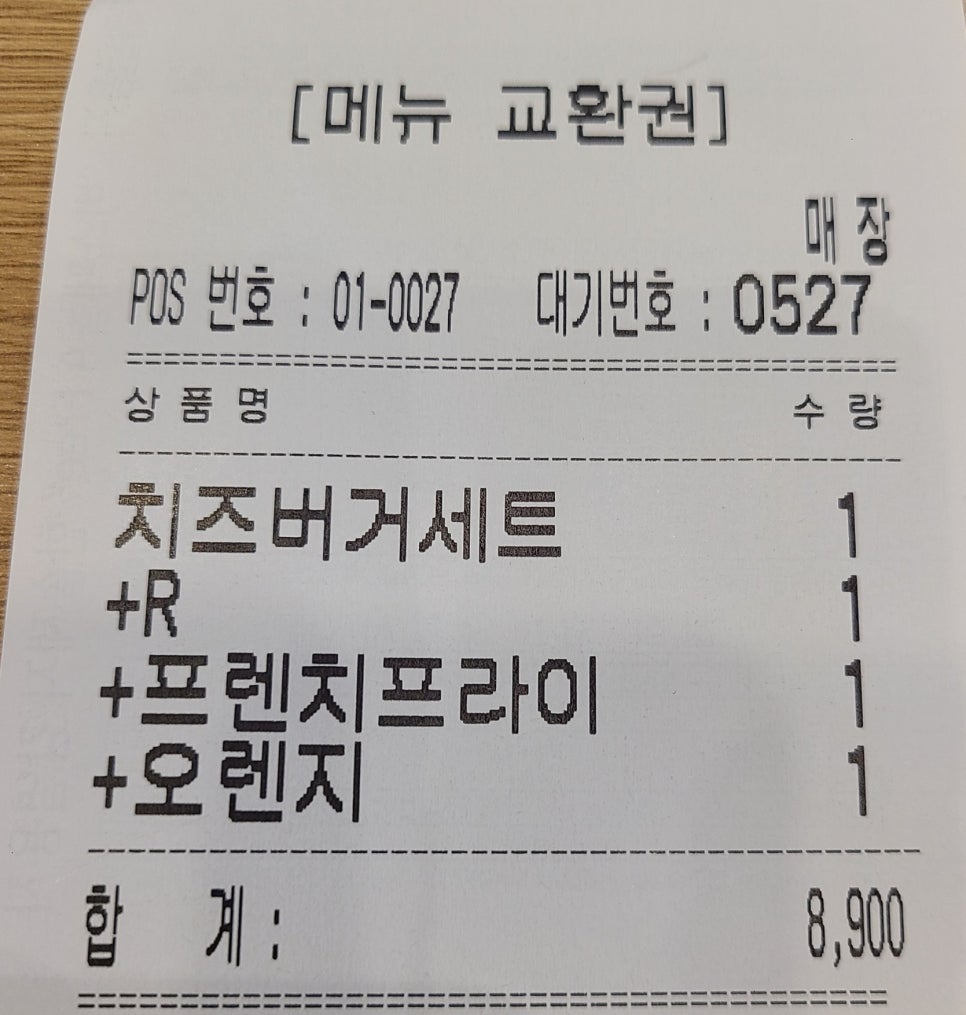 [메뉴 교환권]
매장
POS 번호 : 01-0027 대기번호 : 0527
================================================
상 품 명 수 량
------------------------------------------------
치즈버거세트 1
+R 1
+프렌치프라이 1
+오렌지 1
------------------------------------------------
합 계 : 8,900
================================================